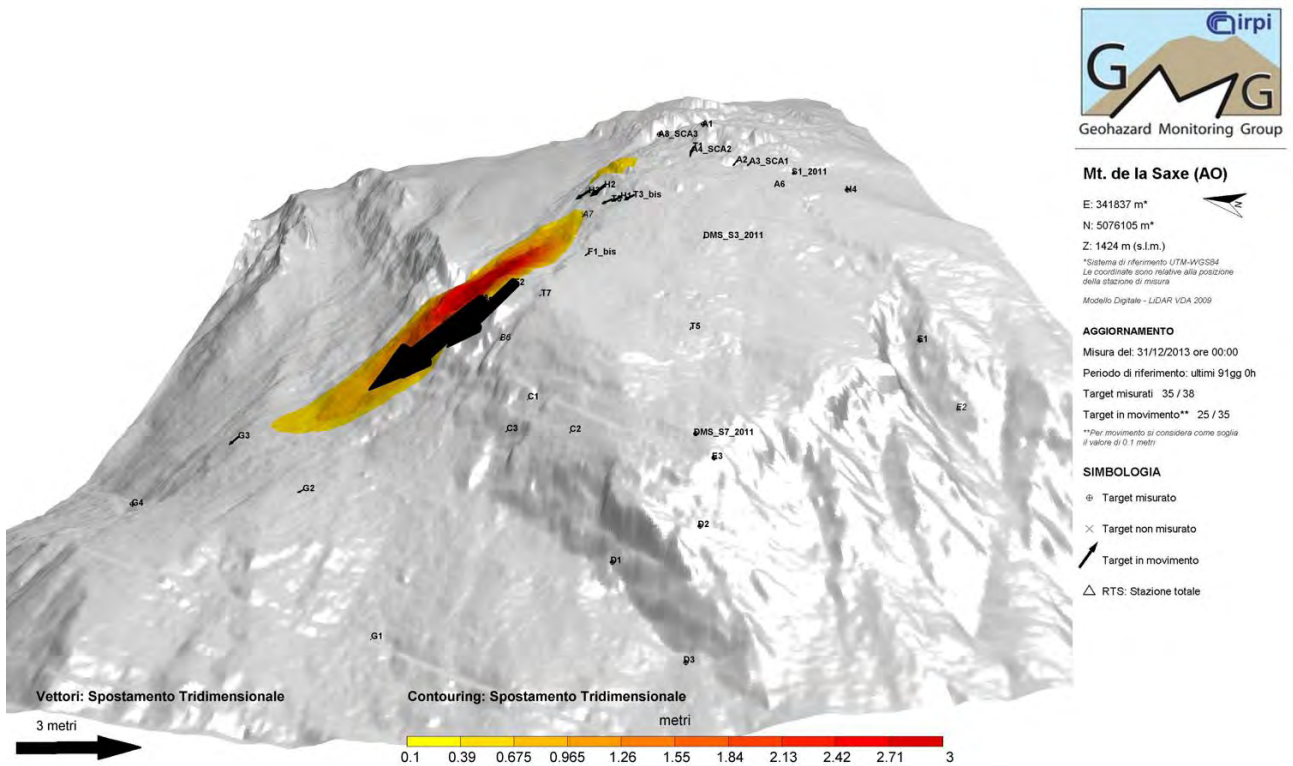 irpi
G G
Geohazard Monitoring Group
Mt. de la Saxe (AO)
E: 341837 m*
N: 5076105 m*
N
Z: 1424 m (s.l.m.)
*Sistema di riferimento UTM-WGS84
Le coordinate sono relative alla posizione
della stazione di misura
Modello Digitale - LiDAR VDA 2009
AGGIORNAMENTO
Misura del: 31/12/2013 ore 00:00
Periodo di riferimento: ultimi 91gg 0h
Target misurati 35 / 38
Target in movimento** 25 / 35
**Per movimento si considera come soglia
il valore di 0.1 metri
SIMBOLOGIA
Target misurato
Target non misurato
Target in movimento
RTS: Stazione totale
A1
A8_SCA3
T1
A4_SCA2
A2
A3_SCA1
S1_2011
A6
H4
H2
H1
T3_bis
A7
DMS_S3_2011
F1_bis
T7
T5
B6
E1
E2
C1
C3
C2
DMS_S7_2011
E3
G3
G2
G4
D2
D1
G1
D3
Vettori: Spostamento Tridimensionale
3 metri
Contouring: Spostamento Tridimensionale
metri
0.1 0.39 0.675 0.965 1.26 1.55 1.84 2.13 2.42 2.71 3